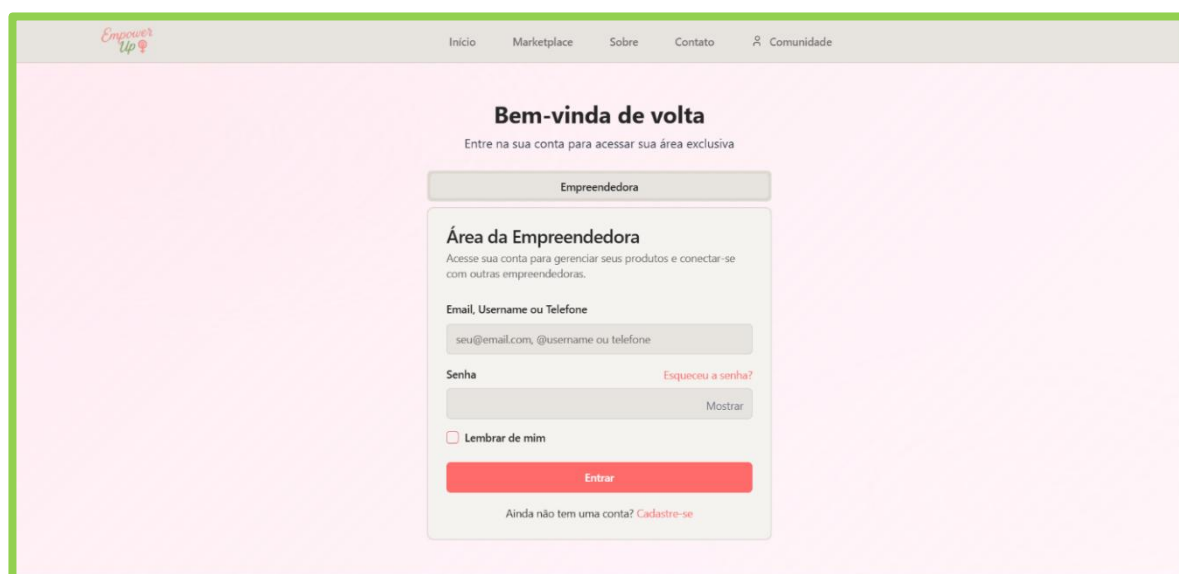 Empower
Up
Início Marketplace Sobre Contato Comunidade
Bem-vinda de volta
Entre na sua conta para acessar sua área exclusiva
Empreendedora
Área da Empreendedora
Acesse sua conta para gerenciar seus produtos e conectar-se
com outras empreendedoras.
Email, Username ou Telefone
seu@email.com, @username ou telefone
Senha Esqueceu a senha?
Mostrar
Lembrar de mim
Entrar
Ainda não tem uma conta? Cadastre-se